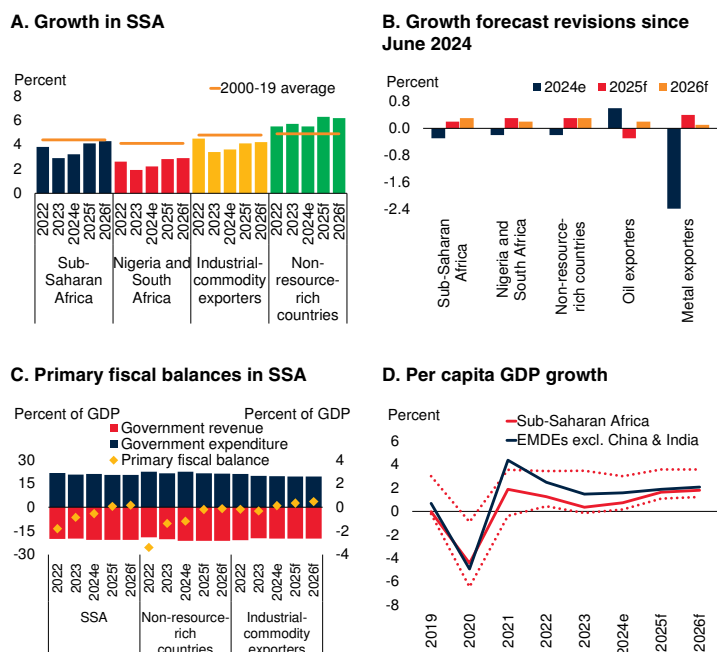 A. Growth in SSA
Percent
2000-19 average
8
6
4
2
0
2022
2023
2024e
2025f
2026f
2022
2023
2024e
2025f
2026f
2022
2023
2024e
2025f
2026f
2022
2023
2024e
2025f
2026f
Sub-
Saharan
Africa
Nigeria and
South
Africa
Industrial-
commodity
exporters
Non-
resource-
rich
countries
B. Growth forecast revisions since
June 2024
Percent
2024e
2025f
2026f
0.8
0.0
-0.8
-1.6
-2.4
Sub-Saharan
Africa
Nigeria and
South Africa
Non-resource-
rich countries
Oil exporters
Metal exporters
C. Primary fiscal balances in SSA
Percent of GDP
Percent of GDP
Government revenue
Government expenditure
Primary fiscal balance
30
15
0
-15
-30
4
2
0
-2
-4
2022
2023
2024e
2025f
2026f
2022
2023
2024e
2025f
2026f
2022
2023
2024e
2025f
2026f
SSA
Non-resource-
rich
countries
Industrial-
commodity
exporters
D. Per capita GDP growth
Percent
Sub-Saharan Africa
EMDEs excl. China & India
6
4
2
0
-2
-4
-6
-8
2019
2020
2021
2022
2023
2024e
2025f
2026f